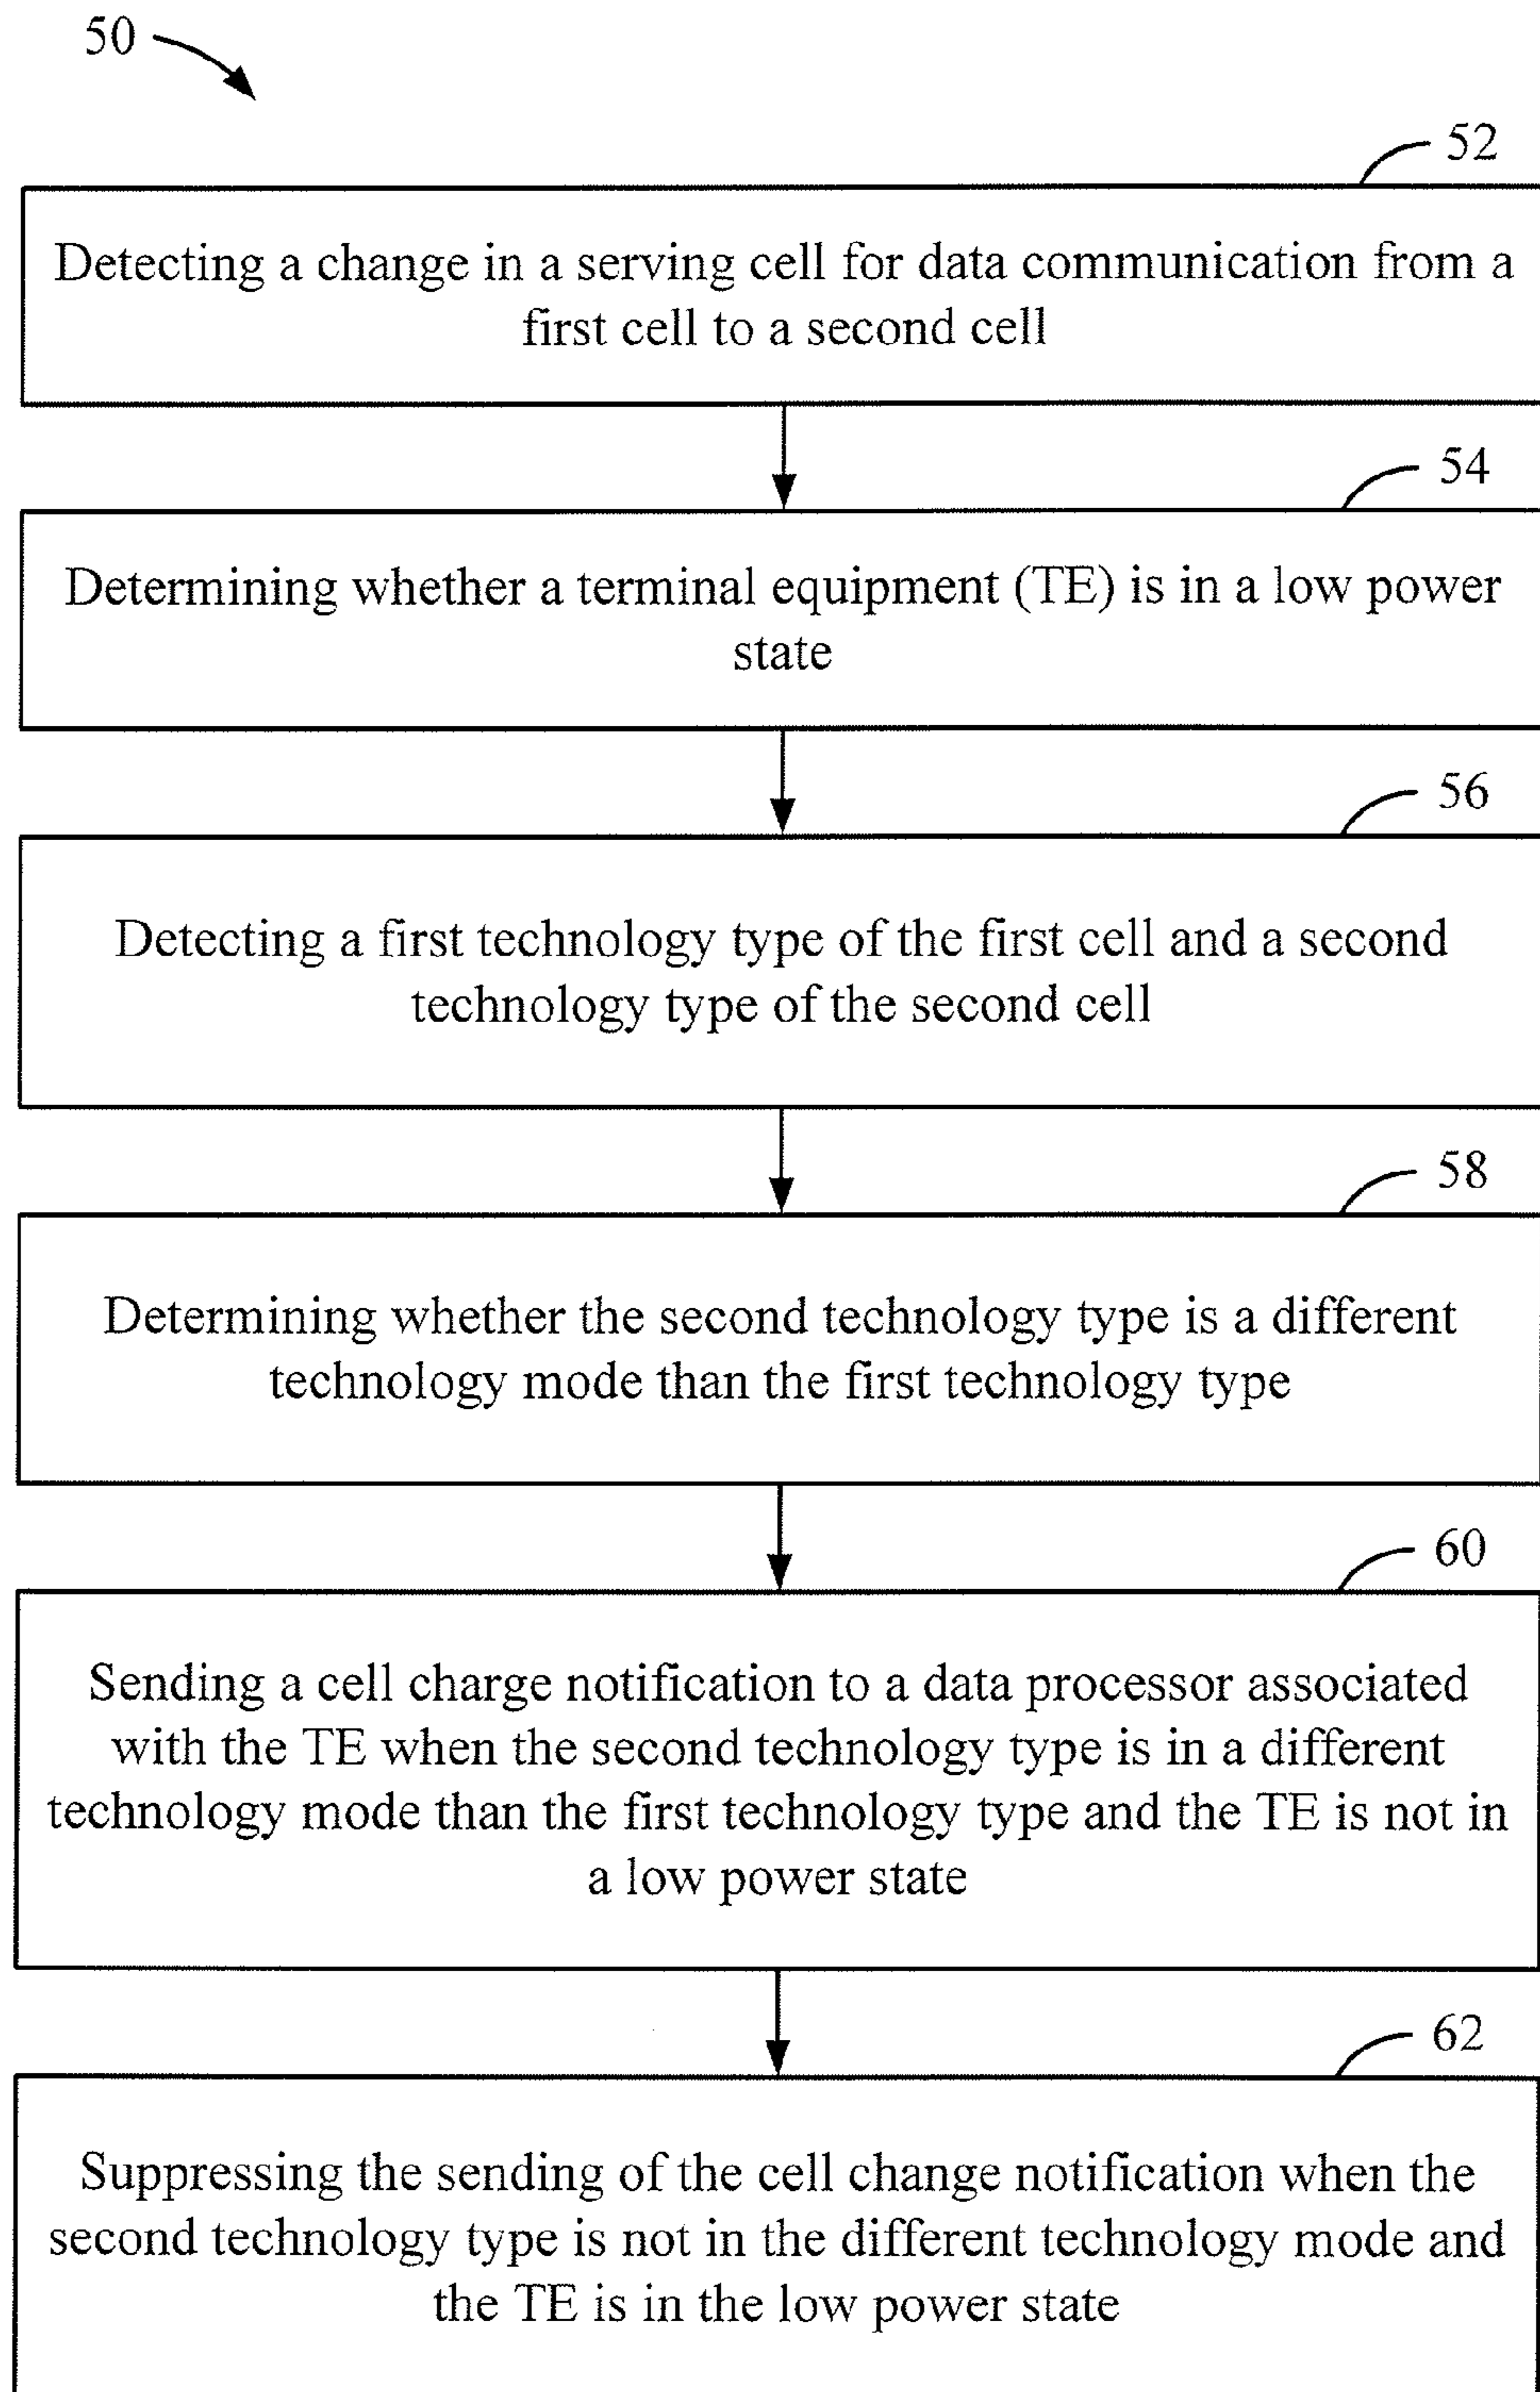 50
52
Detecting a change in a serving cell for data communication from a
first cell to a second cell
54
Determining whether a terminal equipment (TE) is in a low power
state
56
Detecting a first technology type of the first cell and a second
technology type of the second cell
58
Determining whether the second technology type is a different
technology mode than the first technology type
60
Sending a cell charge notification to a data processor associated
with the TE when the second technology type is in a different
technology mode than the first technology type and the TE is not in
a low power state
62
Suppressing the sending of the cell change notification when the
second technology type is not in the different technology mode and
the TE is in the low power state